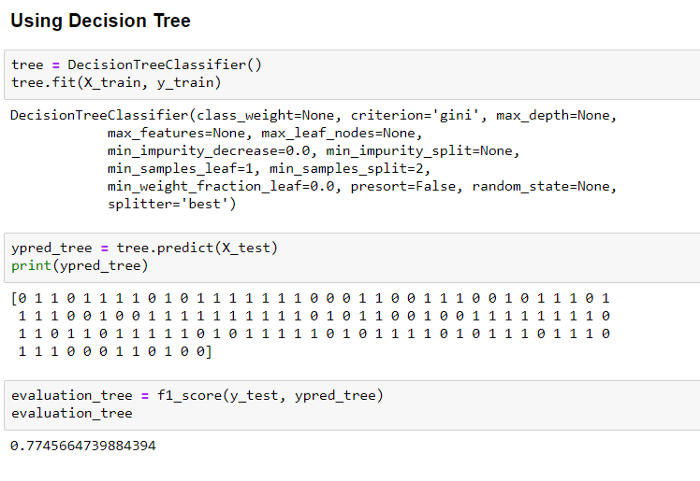 Using Decision Tree
tree = DecisionTreeClassifier()
tree.fit(X_train, y_train)
DecisionTreeClassifier(class_weight=None, criterion='gini', max_depth=None,
max_features=None, max_leaf_nodes=None,
min_impurity_decrease=0.0, min_impurity_split=None,
min_samples_leaf=1, min_samples_split=2,
min_weight_fraction_leaf=0.0, presort=False, random_state=None,
splitter='best')
ypred_tree = tree.predict(X_test)
print(ypred_tree)
[0 1 1 0 1 1 1 1 0 1 0 1 1 1 1 1 1 1 0 0 0 1 1 0 0 1 1 1 0 0 1 0 1 1 1 0 1
1 1 1 0 0 1 0 0 1 1 1 1 1 1 1 1 1 1 0 1 0 1 1 0 0 1 0 0 1 1 1 1 1 1 1 1 0
1 1 0 1 1 0 1 1 1 1 1 0 1 0 1 1 1 1 1 0 1 0 1 1 1 1 0 1 0 1 1 1 0 1 1 1 0
1 1 1 0 0 0 1 1 0 1 0 0]
evaluation_tree = f1_score(y_test, ypred_tree)
evaluation_tree
0.7745664739884394